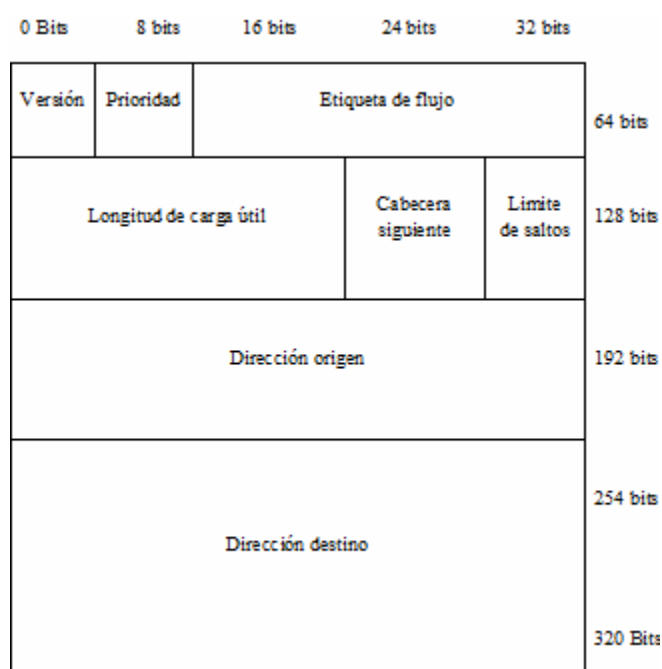 0 Bits 8 bits 16 bits 24 bits 32 bits
Versión Prioridad Etiqueta de flujo
64 bits
Longitud de carga útil Cabecera siguiente Limite de saltos 128 bits
Dirección origen 192 bits
254 bits
Dirección destino
320 Bits